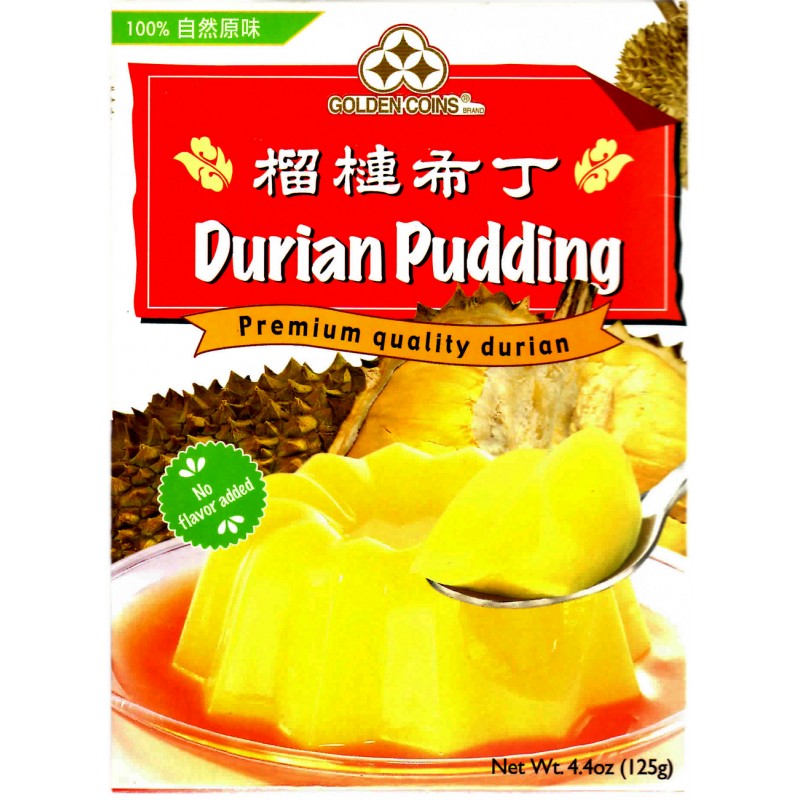 100% 自然原味
GOLDEN COINS® BRAND
榴槤布丁
Durian Pudding
Premium quality durian
No
flavor added
Net Wt. 4.4oz (125g)